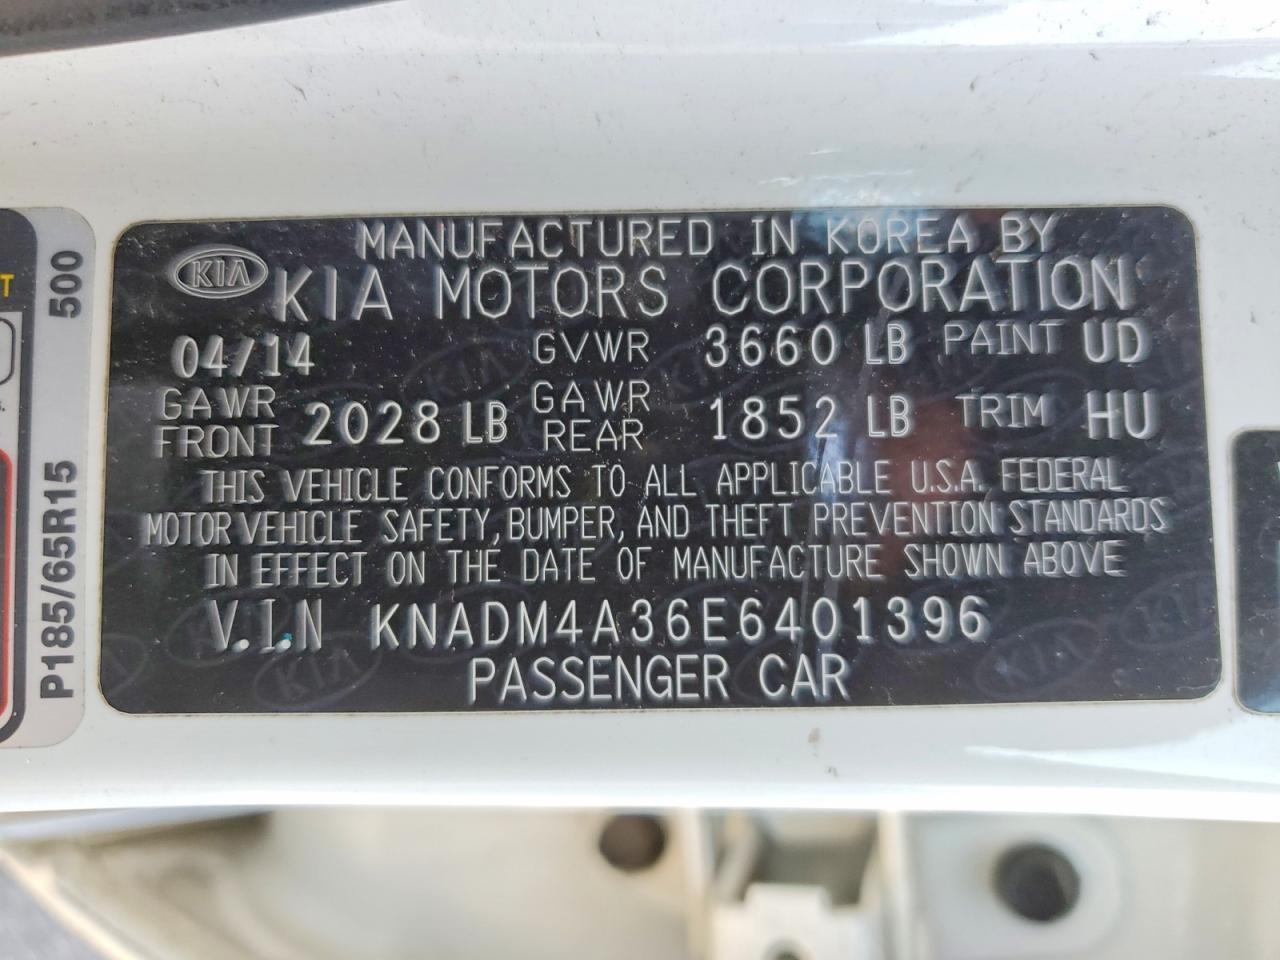 MANUFACTURED IN KOREA BY
KIA KIA MOTORS CORPORATION
04/14 GVWR 3660 LB PAINT UD
GAWR FRONT 2028 LB GAWR REAR 1852 LB TRIM HU
THIS VEHICLE CONFORMS TO ALL APPLICABLE U.S.A. FEDERAL
MOTOR VEHICLE SAFETY, BUMPER, AND THEFT PREVENTION STANDARDS
IN EFFECT ON THE DATE OF MANUFACTURE SHOWN ABOVE
V.I.N KNADM4A36E6401396
PASSENGER CAR
P185/65R15 500
T